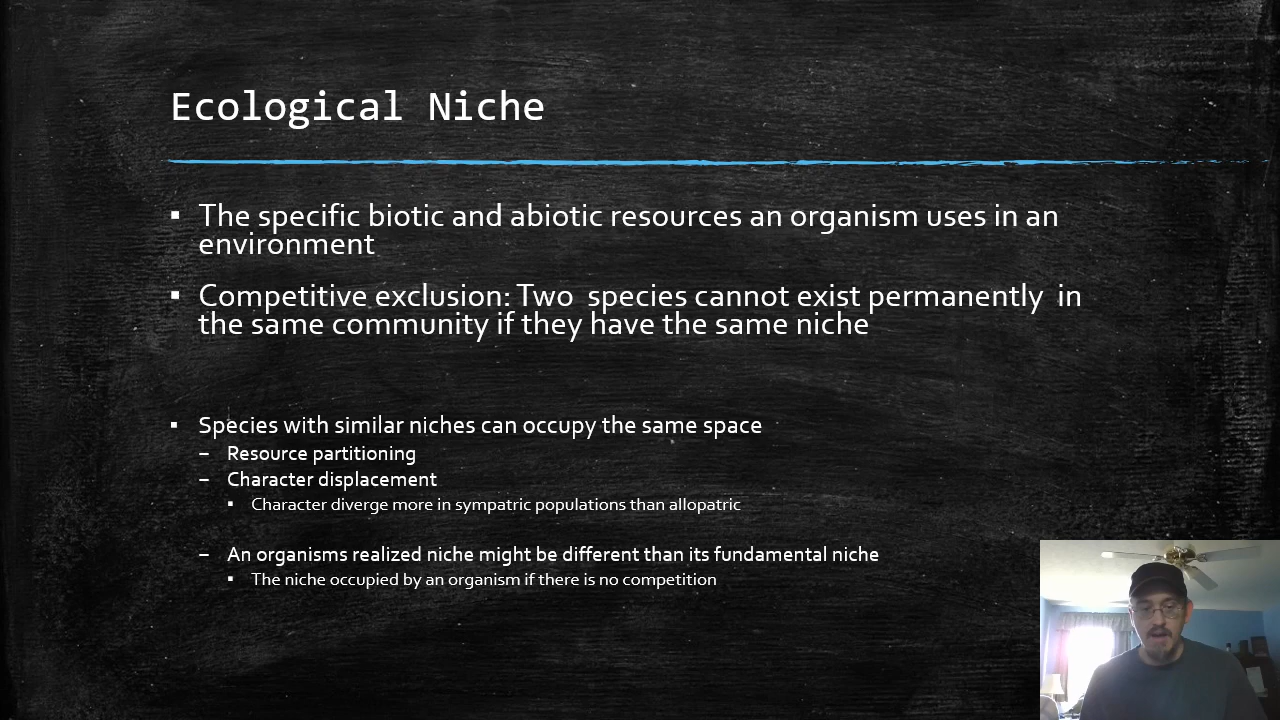 Ecological Niche
▪ The specific biotic and abiotic resources an organism uses in an
environment
▪ Competitive exclusion: Two  species cannot exist permanently  in
the same community if they have the same niche
▪ Species with similar niches can occupy the same space
– Resource partitioning
– Character displacement
▪ Character diverge more in sympatric populations than allopatric
– An organisms realized niche might be different than its fundamental niche
▪ The niche occupied by an organism if there is no competition